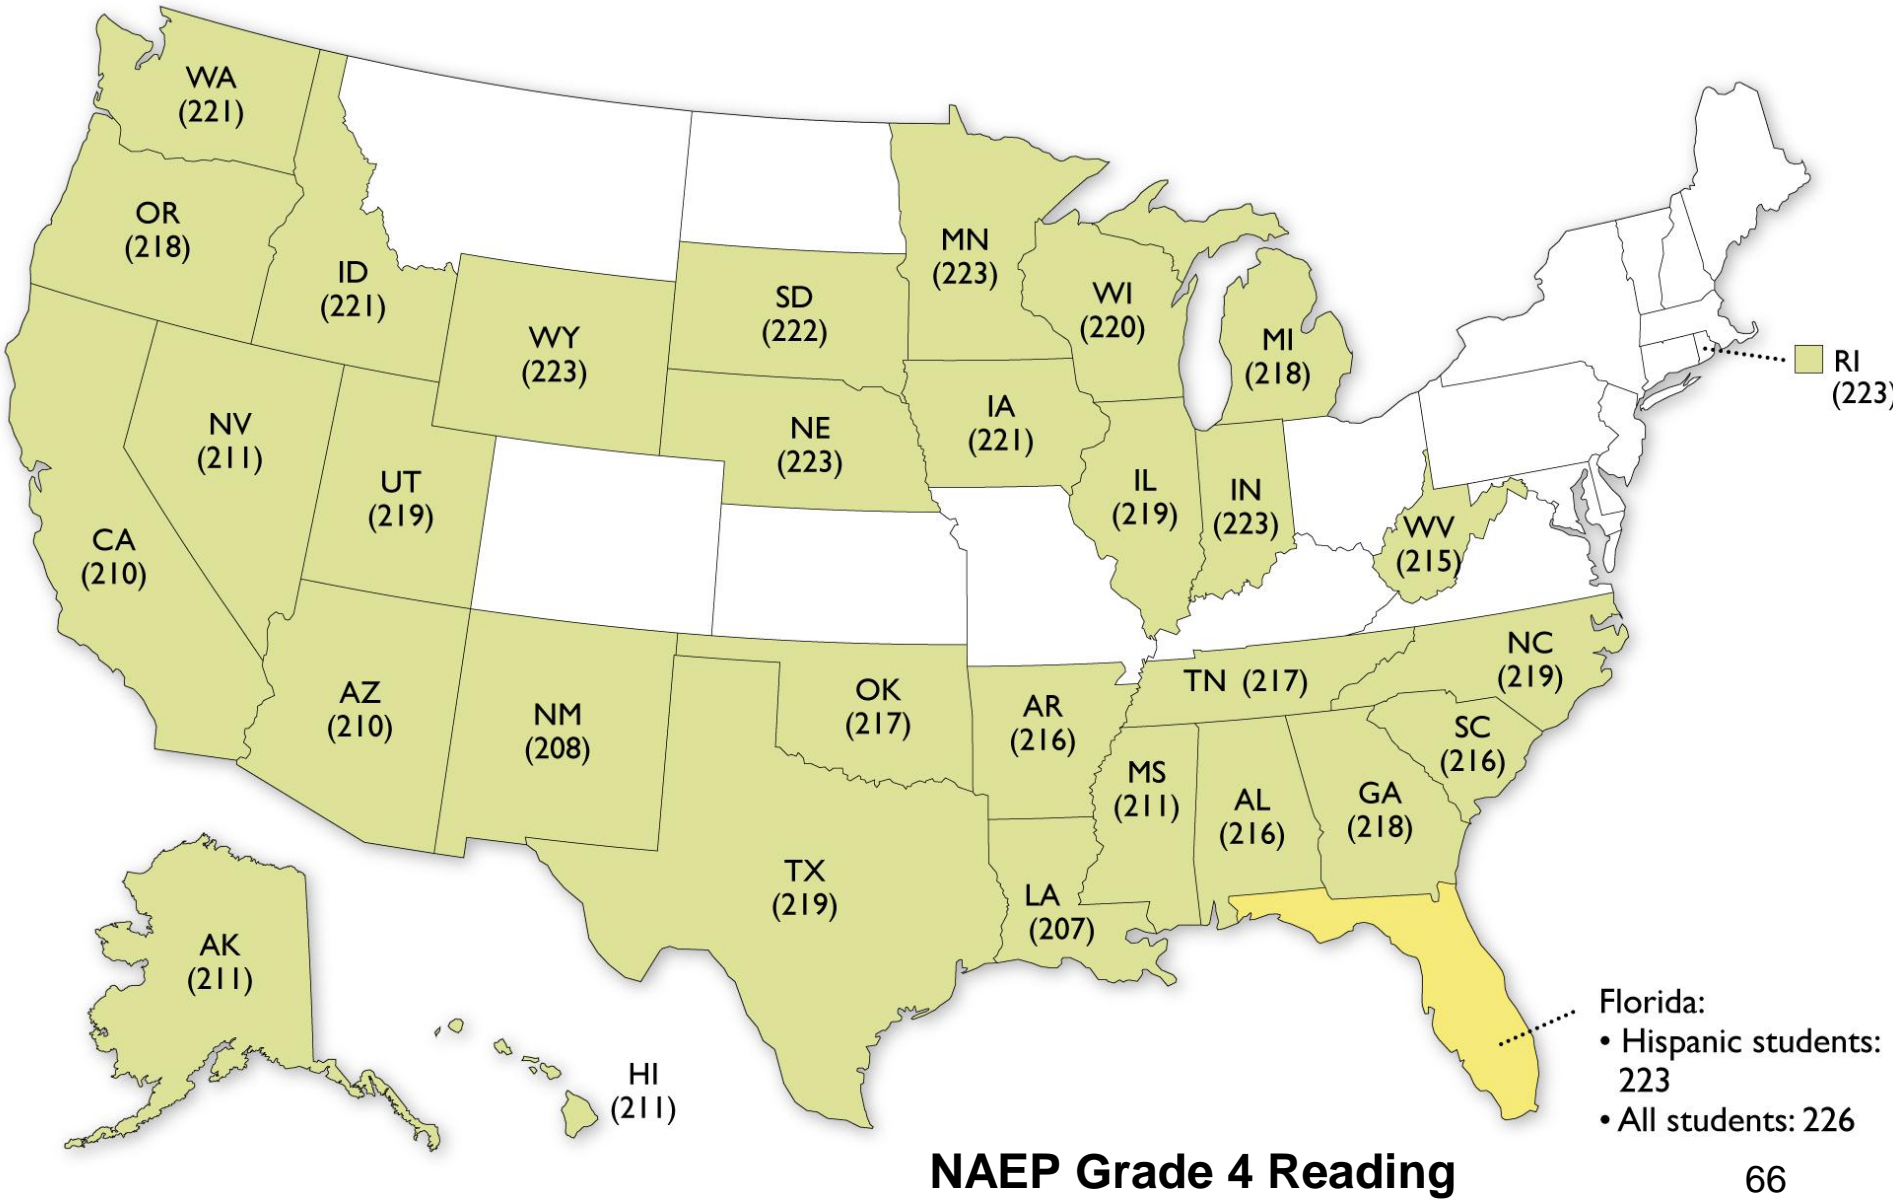 WA
(221)
OR
(218)
ID
(221)
MN
(223)
SD
(222)
WI
(220)
WY
(223)
MI
(218)
RI
(223)
NV
(211)
UT
(219)
NE
(223)
IA
(221)
IL
(219)
IN
(223)
WV
(215)
CA
(210)
AZ
(210)
NM
(208)
OK
(217)
AR
(216)
TN (217)
NC
(219)
SC
(216)
MS
(211)
AL
(216)
GA
(218)
TX
(219)
LA
(207)
AK
(211)
HI
(211)
Florida:
• Hispanic students:
223
• All students: 226
NAEP Grade 4 Reading
66